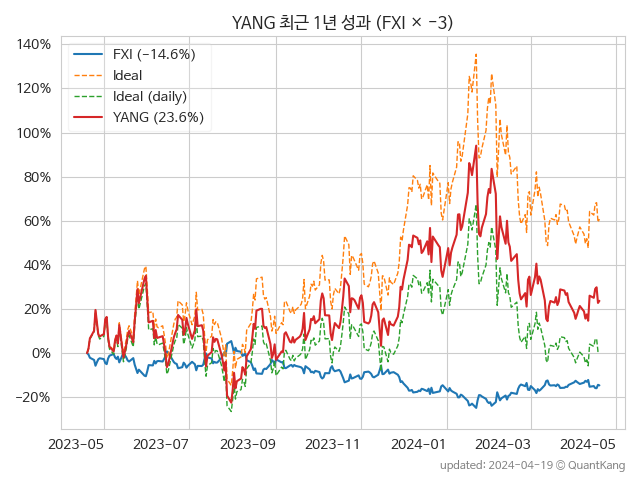 YANG 최근 1년 성과 (FXI × −3)
140%
120%
100%
80%
60%
40%
20%
0%
−20%
FXI (−14.6%)
Ideal
Ideal (daily)
YANG (23.6%)
2023-05
2023-07
2023-09
2023-11
2024-01
2024-03
2024-05
updated: 2024-04-19 ⓒ QuantKang